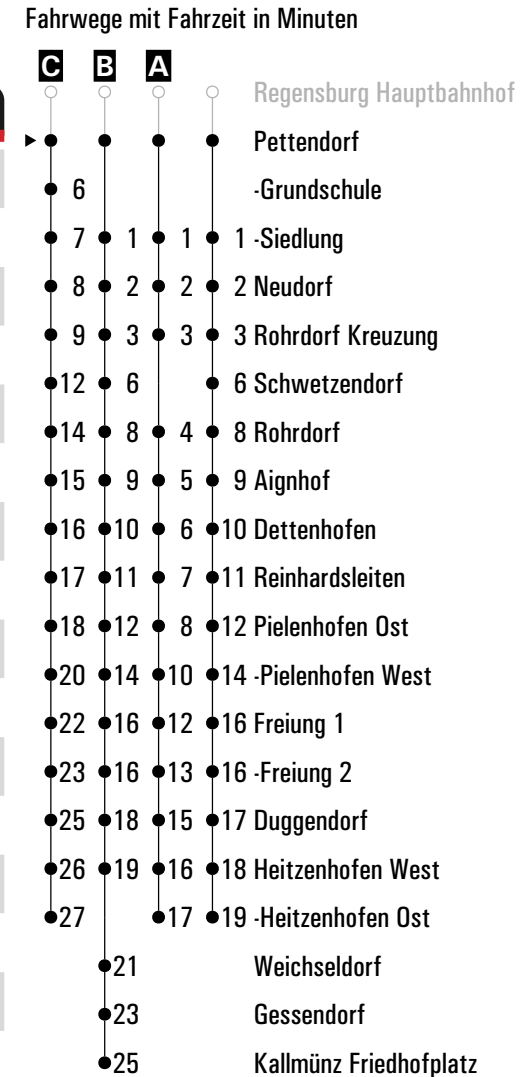 Fahrwege mit Fahrzeit in Minuten
C B A
Regensburg Hauptbahnhof
Pettendorf
6 -Grundschule
7 1 1 1 -Siedlung
8 2 2 2 Neudorf
9 3 3 3 Rohrdorf Kreuzung
12 6 6 Schwetzendorf
14 8 4 8 Rohrdorf
15 9 5 9 Aignhof
16 10 6 10 Dettenhofen
17 11 7 11 Reinhardsleiten
18 12 8 12 Pielenhofen Ost
20 14 10 14 -Pielenhofen West
22 16 12 16 Freiung 1
23 16 13 16 -Freiung 2
25 18 15 17 Duggendorf
26 19 16 18 Heitzenhofen West
27 17 19 -Heitzenhofen Ost
21 Weichseldorf
23 Gessendorf
25 Kallmünz Friedhofplatz